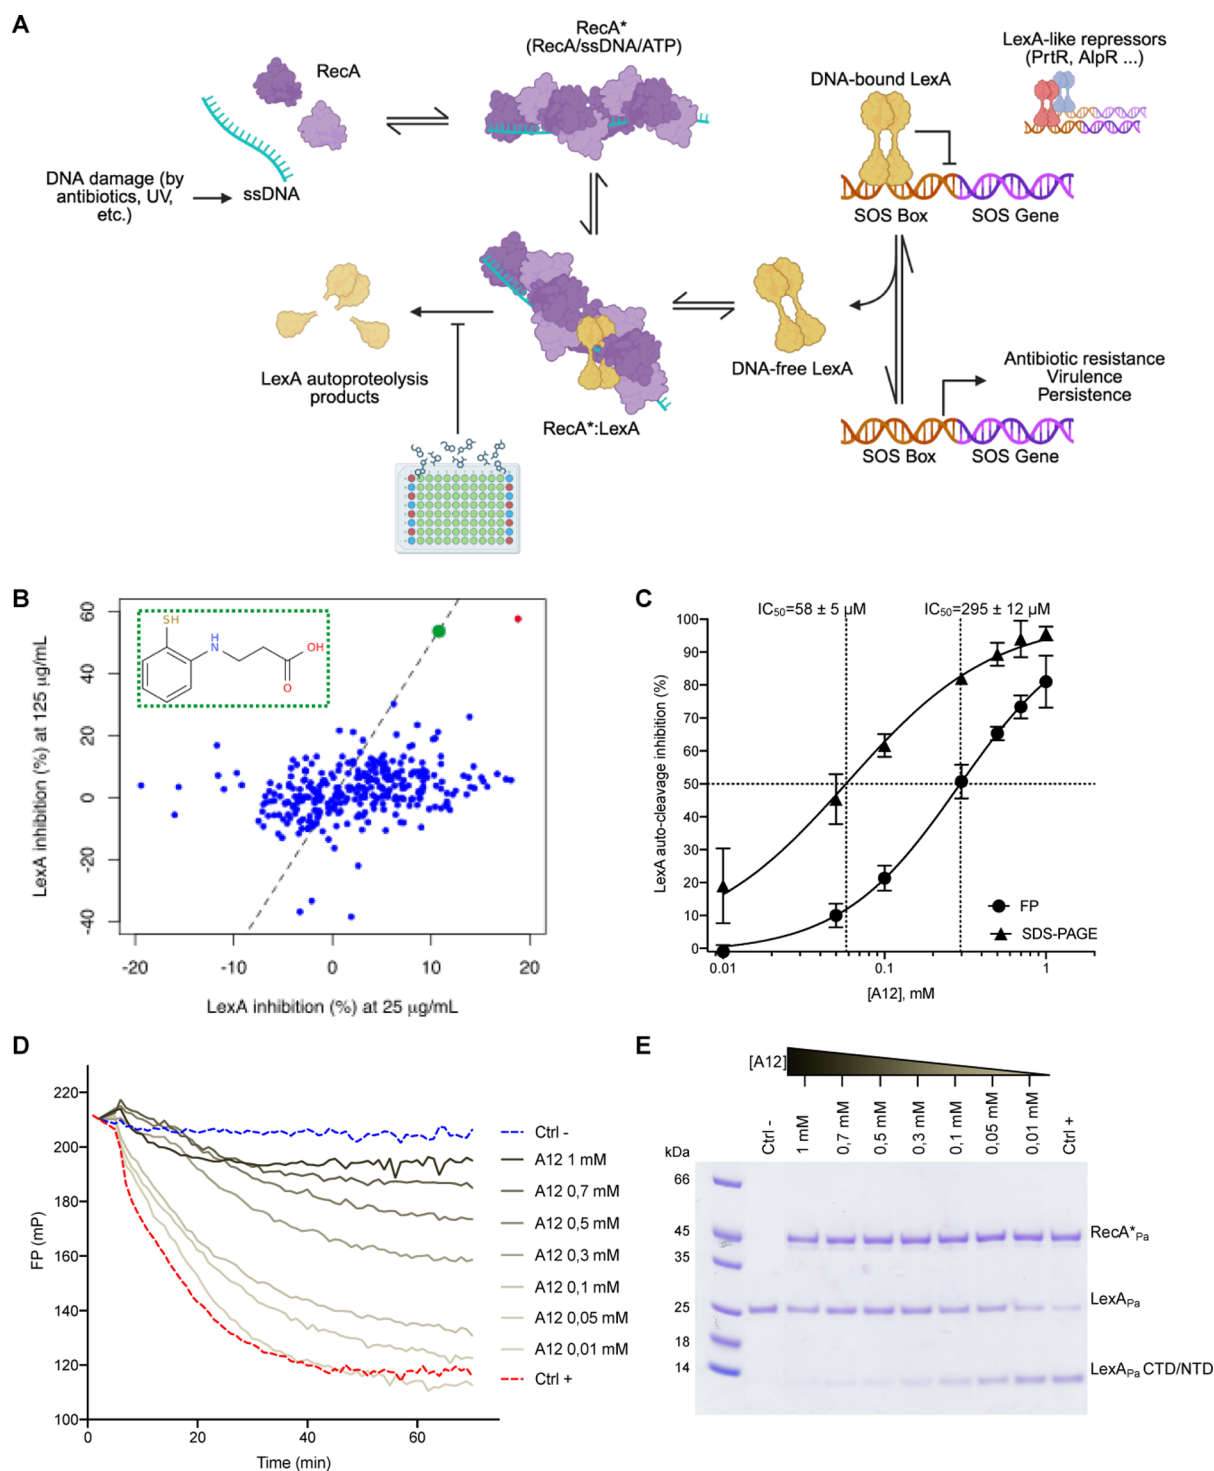 A
RecA*
(RecA/ssDNA/ATP)
RecA
LexA-like repressors
(PrtR, AlpR ...)
DNA-bound LexA
DNA damage (by
antibiotics, UV,
etc.)
ssDNA
SOS Box
SOS Gene
LexA autoproteolysis
products
RecA*:LexA
DNA-free LexA
Antibiotic resistance
Virulence
Persistence
SOS Box
SOS Gene
B
LexA inhibition (%) at 125 µg/mL
60
40
20
0
-20
-40
SH
H
N
OH
O
-20
-10
0
10
20
LexA inhibition (%) at 25 µg/mL
C
IC50=58 ± 5 µM
IC50=295 ± 12 µM
LexA auto-cleavage inhibition (%)
100
90
80
70
60
50
40
30
20
10
0
FP
SDS-PAGE
0.01
0.1
1
[A12], mM
D
FP (mP)
220
200
180
160
140
120
100
0
20
40
60
Time (min)
Ctrl -
A12 1 mM
A12 0,7 mM
A12 0,5 mM
A12 0,3 mM
A12 0,1 mM
A12 0,05 mM
A12 0,01 mM
Ctrl +
E
[A12]
Ctrl -
1 mM
0,7 mM
0,5 mM
0,3 mM
0,1 mM
0,05 mM
0,01 mM
Ctrl +
kDa
66
45
35
25
18
14
RecA*Pa
LexAPa
LexAPa CTD/NTD